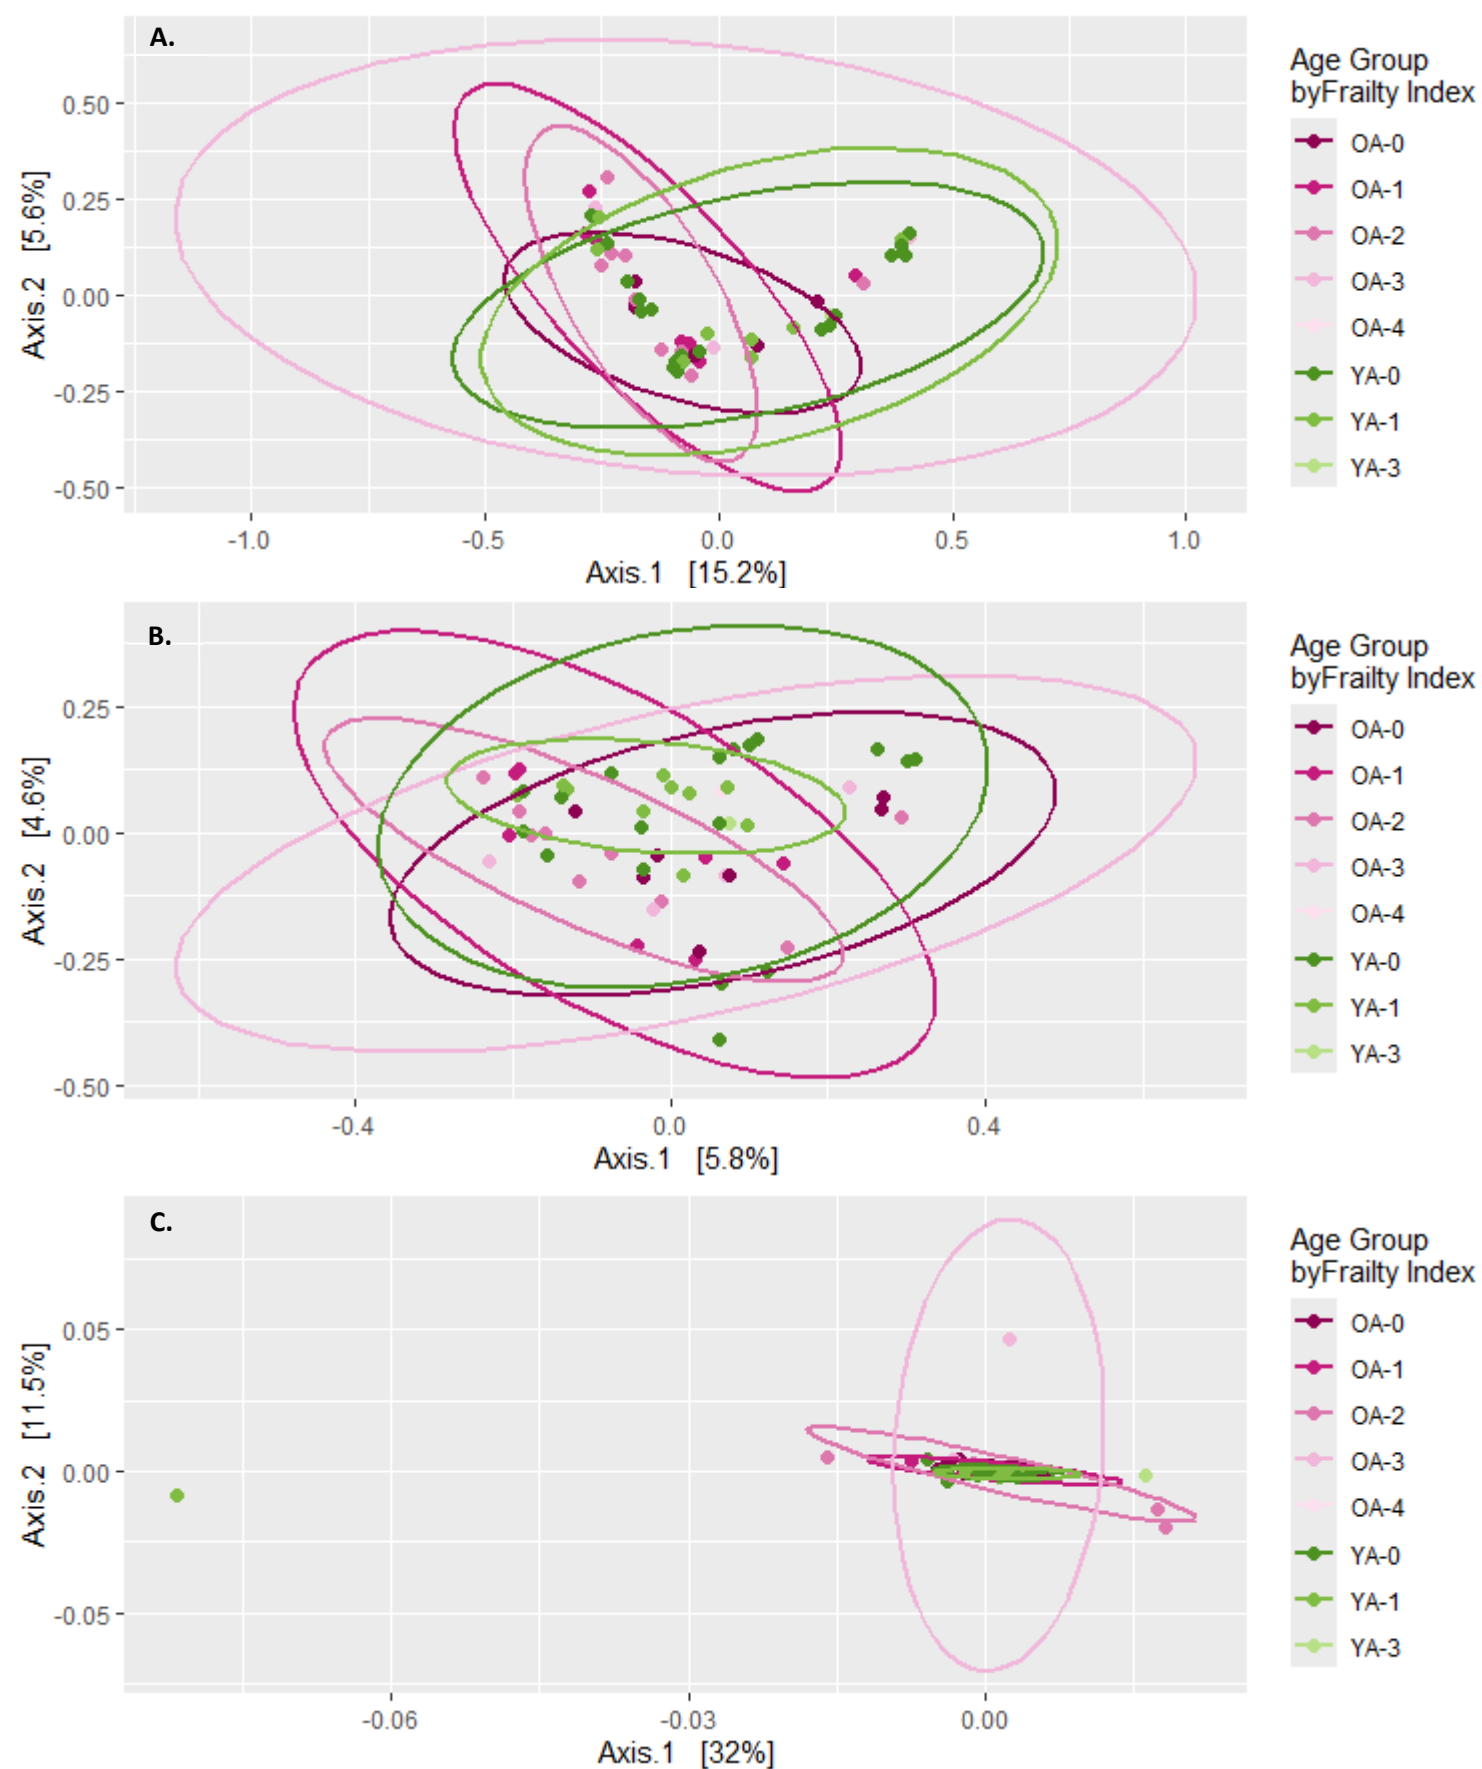 A.
Axis.2 [5.6%]
0.50
0.25
0.00
-0.25
-0.50
-1.0 -0.5 0.0 0.5 1.0
Axis.1 [15.2%]
Age Group
byFrailty Index
OA-0
OA-1
OA-2
OA-3
OA-4
YA-0
YA-1
YA-3
B.
Axis.2 [4.6%]
0.25
0.00
-0.25
-0.50
-0.4 0.0 0.4
Axis.1 [5.8%]
Age Group
byFrailty Index
OA-0
OA-1
OA-2
OA-3
OA-4
YA-0
YA-1
YA-3
C.
Axis.2 [11.5%]
0.05
0.00
-0.05
-0.06 -0.03 0.00
Axis.1 [32%]
Age Group
byFrailty Index
OA-0
OA-1
OA-2
OA-3
OA-4
YA-0
YA-1
YA-3